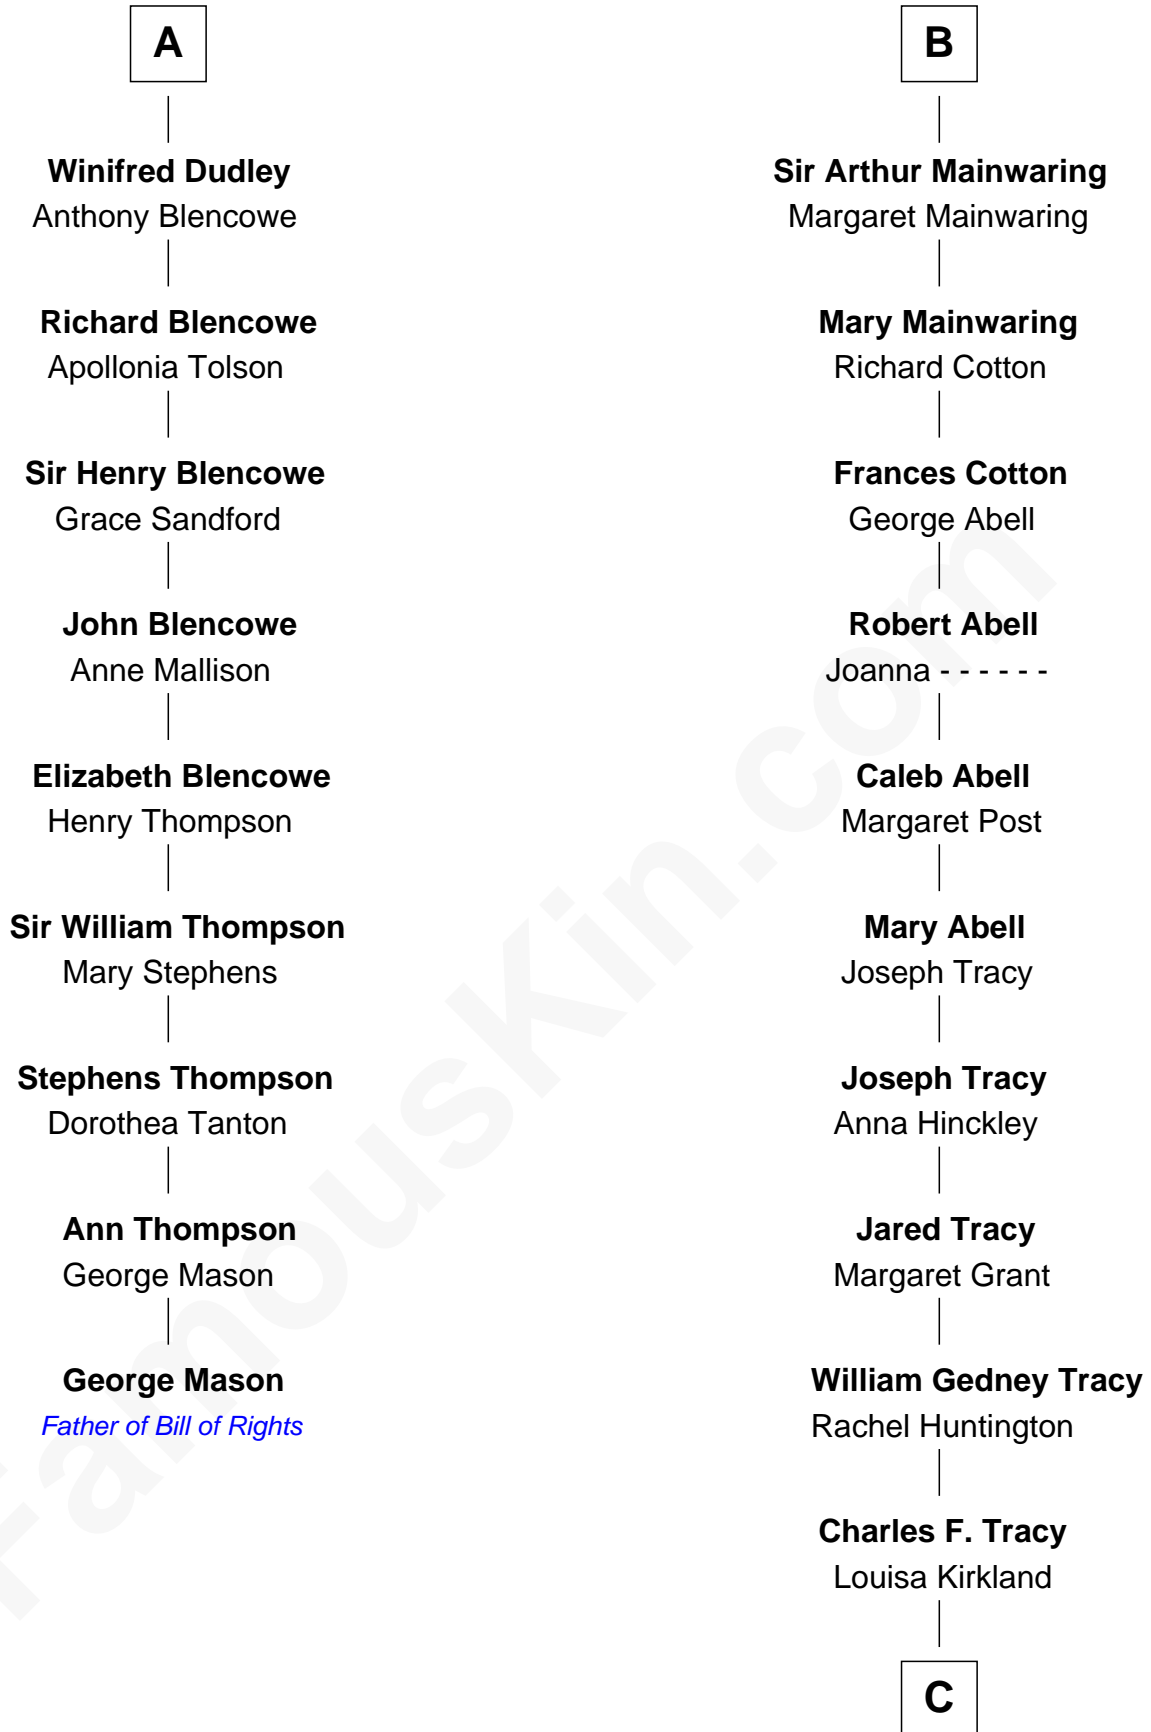 A
Winifred Dudley
Anthony Blencowe
Richard Blencowe
Apollonia Tolson
Sir Henry Blencowe
Grace Sandford
John Blencowe
Anne Mallison
Elizabeth Blencowe
Henry Thompson
Sir William Thompson
Mary Stephens
Stephens Thompson
Dorothea Tanton
Ann Thompson
George Mason
George Mason
Father of Bill of Rights
B
Sir Arthur Mainwaring
Margaret Mainwaring
Mary Mainwaring
Richard Cotton
Frances Cotton
George Abell
Robert Abell
Joanna - - - - - -
Caleb Abell
Margaret Post
Mary Abell
Joseph Tracy
Joseph Tracy
Anna Hinckley
Jared Tracy
Margaret Grant
William Gedney Tracy
Rachel Huntington
Charles F. Tracy
Louisa Kirkland
C
FamousKin.com